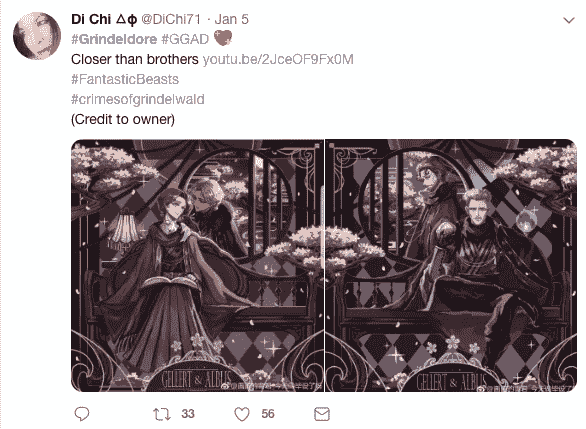 Di Chi △ɸ @DiChi71 · Jan 5
#Grindeldore #GGAD
Closer than brothers youtu.be/2JceOF9Fx0M
#FantasticBeasts
#crimesofgrindelwald
(Credit to owner)
GELLERT & ALBUS
GELLERT & ALBUS
33 56